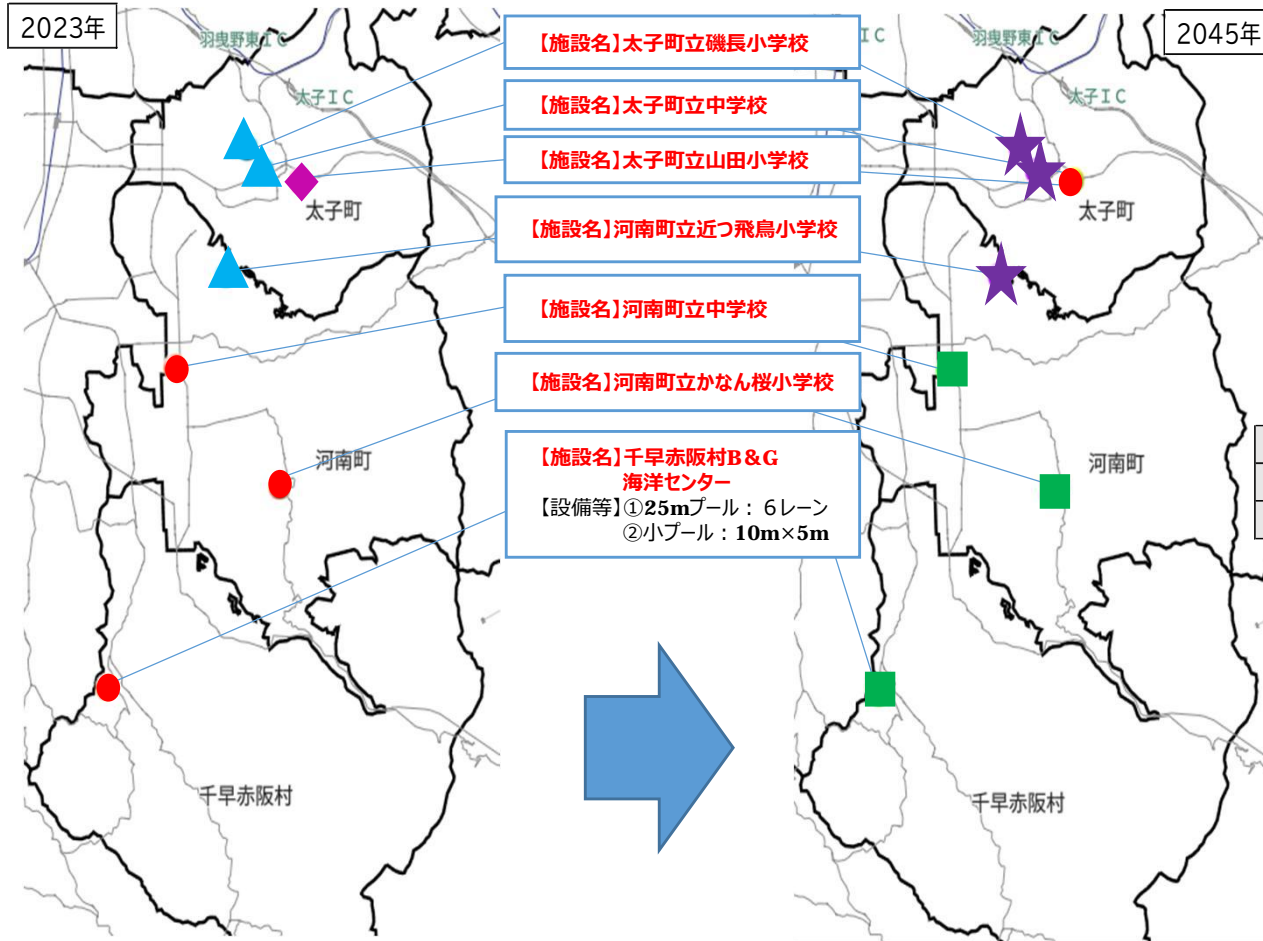 2023年
2045年
羽曳野東IC
太子IC
太子町
河南町
千早赤阪村
【施設名】太子町立磯長小学校
【施設名】太子町立中学校
【施設名】太子町立山田小学校
【施設名】河南町立近つ飛鳥小学校
【施設名】河南町立中学校
【施設名】河南町立かなん桜小学校
【施設名】千早赤阪村B&G
海洋センター
【設備等】①25mプール：６レーン
②小プール：10m×5m
IC
羽曳野東IC
太子IC
太子町
河南町
千早赤阪村